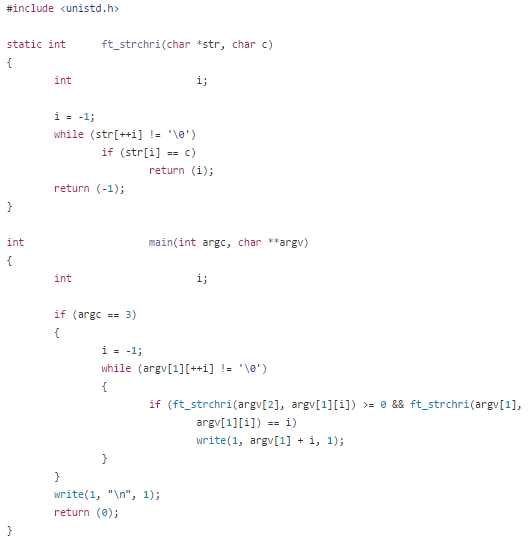 #include <unistd.h>
static int ft_strchri(char *str, char c)
{
int i;
i = -1;
while (str[++i] != '\0')
if (str[i] == c)
return (i);
return (-1);
}
int main(int argc, char **argv)
{
int i;
if (argc == 3)
{
i = -1;
while (argv[1][++i] != '\0')
{
if (ft_strchri(argv[2], argv[1][i]) >= 0 && ft_strchri(argv[1],
argv[1][i]) == i)
write(1, argv[1] + i, 1);
}
}
write(1, "\n", 1);
return (0);
}